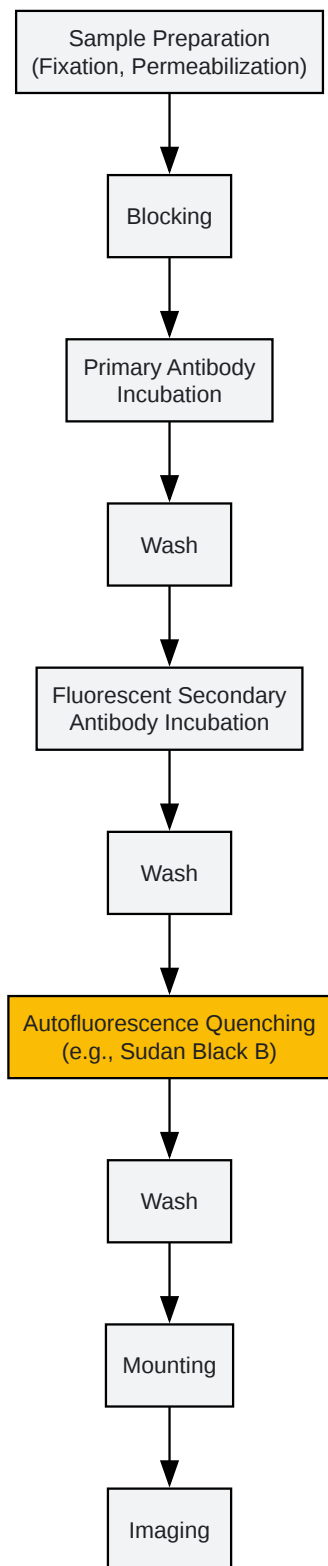 Sample Preparation
(Fixation, Permeabilization)
Blocking
Primary Antibody
Incubation
Wash
Fluorescent Secondary
Antibody Incubation
Wash
Autofluorescence Quenching
(e.g., Sudan Black B)
Wash
Mounting
Imaging